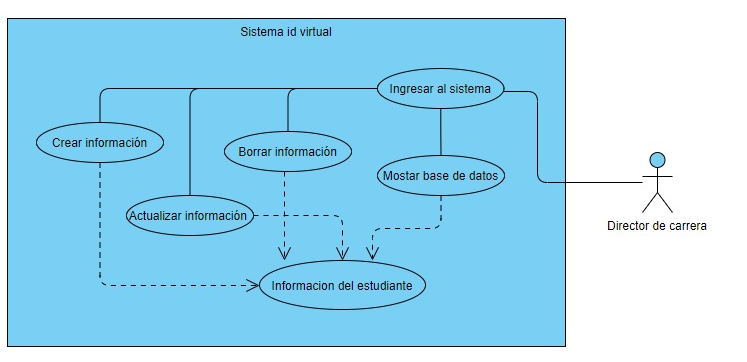 Sistema id virtual
Ingresar al sistema
Crear información
Borrar información
Mostar base de datos
Actualizar información
Director de carrera
Informacion del estudiante